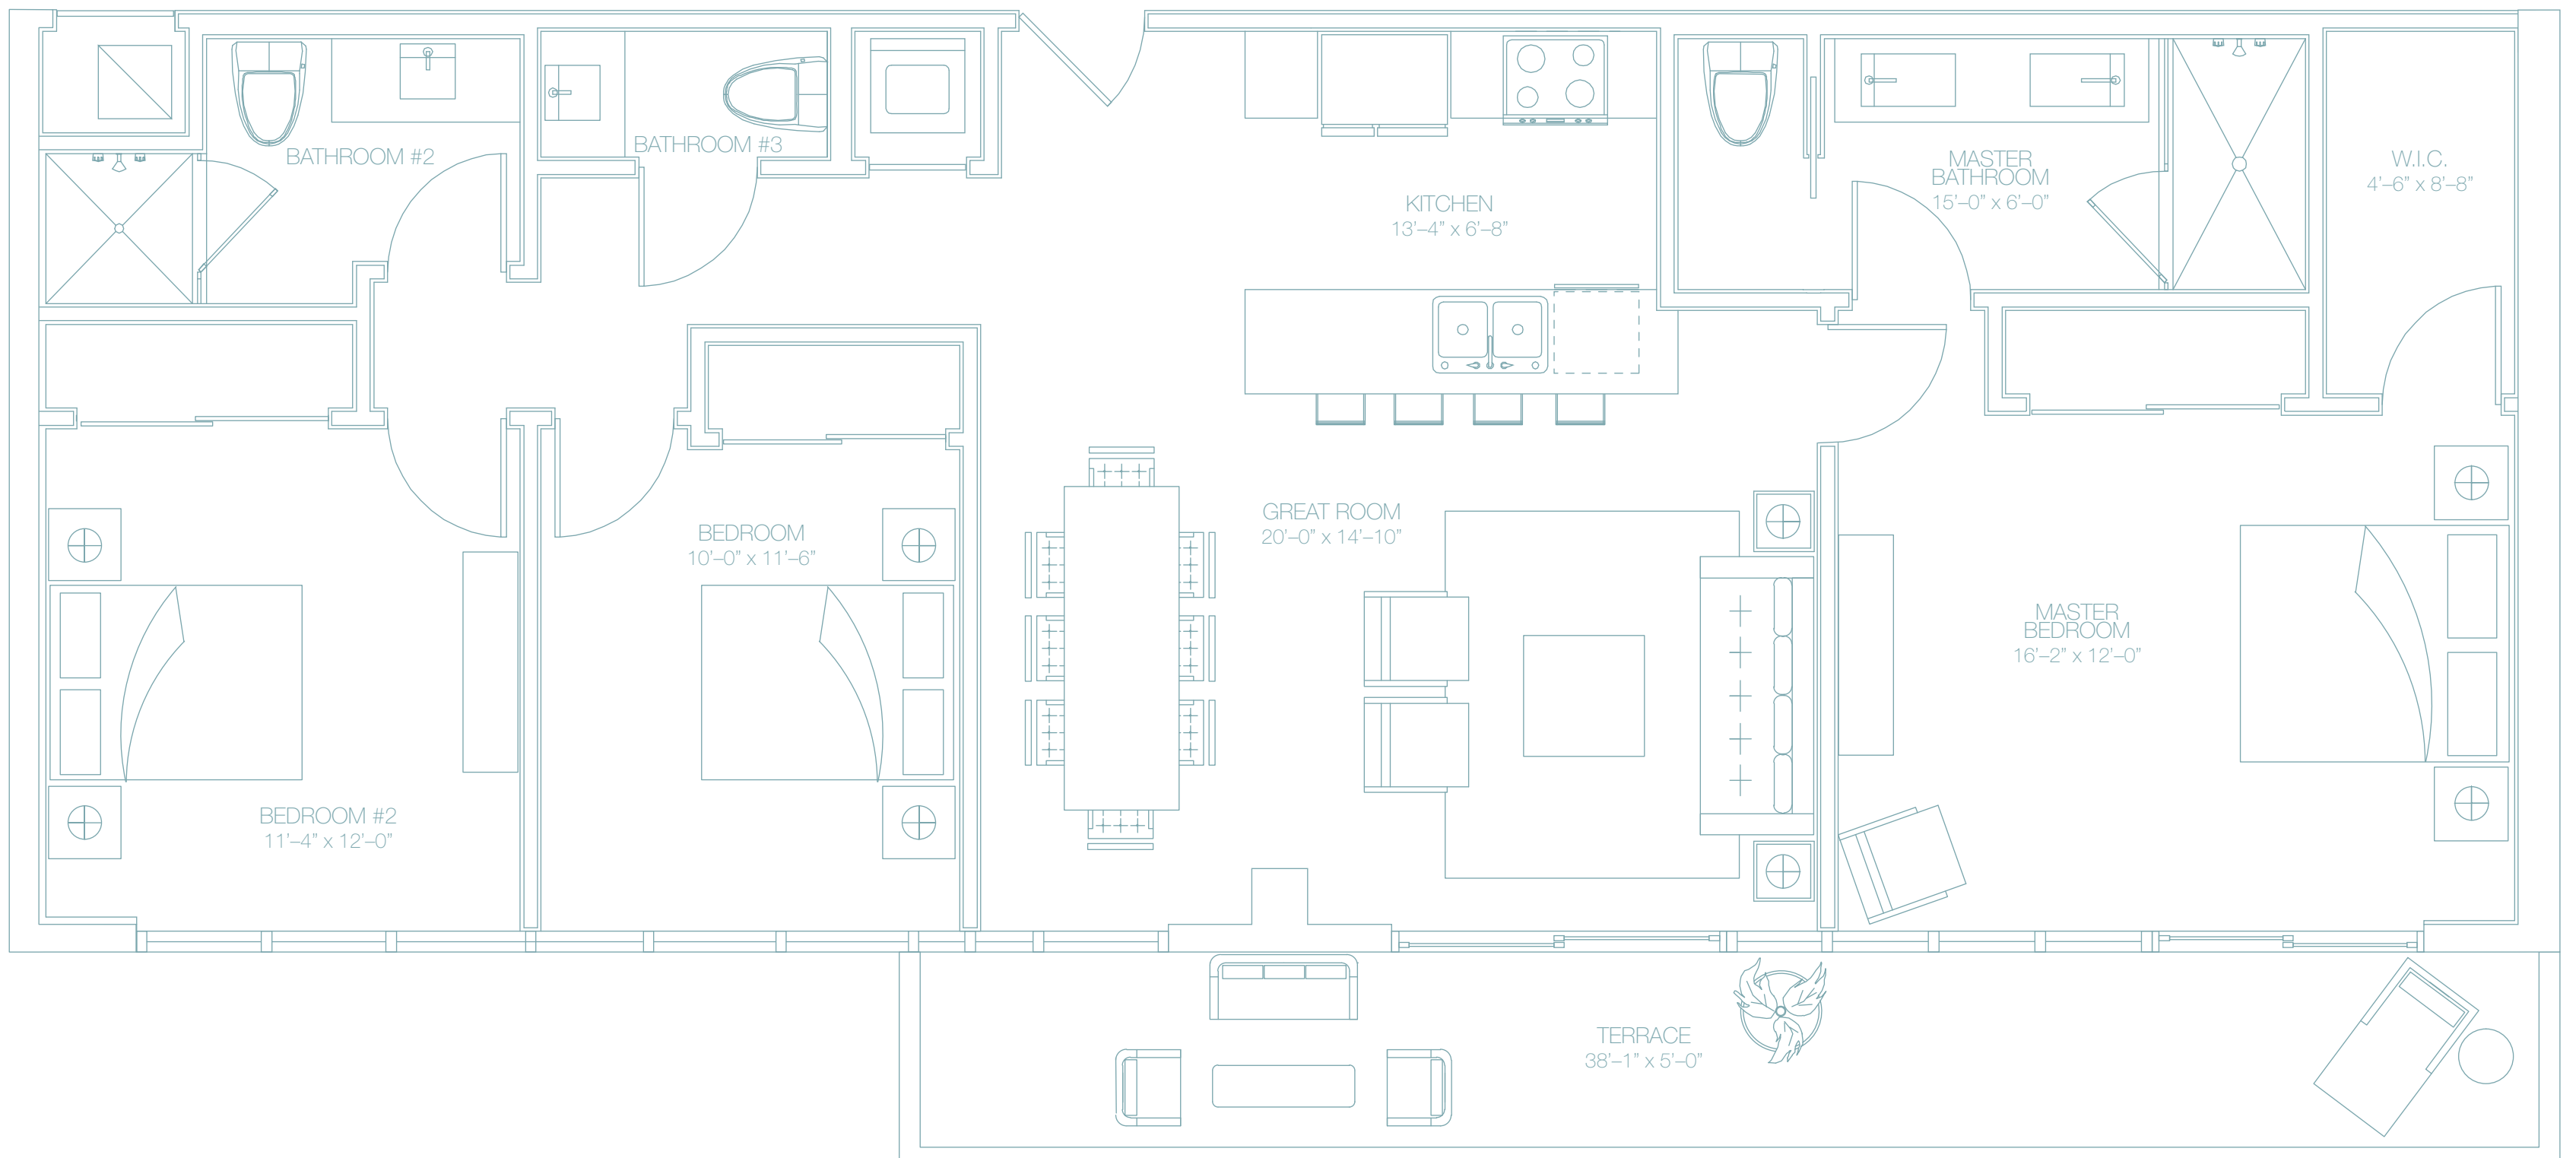 BATHROOM #2
BATHROOM #3
KITCHEN
13'–4" x 6'–8"
MASTER
BATHROOM
15'–0" x 6'–0"
W.I.C.
4'–6" x 8'–8"
BEDROOM
10'–0" x 11'–6"
GREAT ROOM
20'–0" x 14'–10"
MASTER
BEDROOM
16'–2" x 12'–0"
BEDROOM #2
11'–4" x 12'–0"
TERRACE
38'–1" x 5'–0"